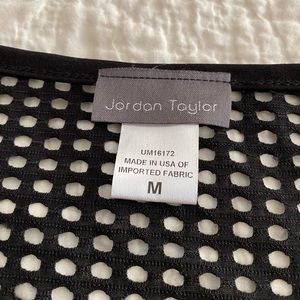 Jordan Taylor
UM16172
MADE IN USA OF
IMPORTED FABRIC
M